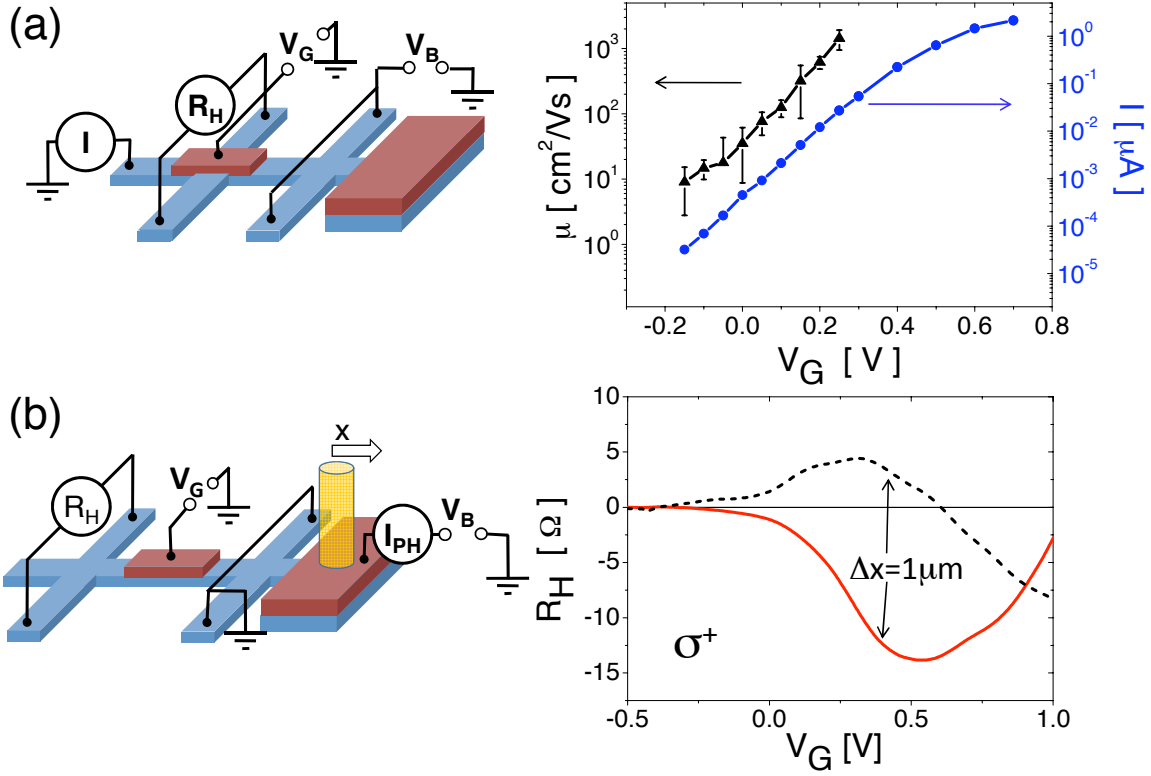 (a)
V_G
V_B
R_H
I
μ [ cm²/Vs]
10³
10²
10¹
10⁰
I [ μA]
10⁰
10⁻¹
10⁻²
10⁻³
10⁻⁴
10⁻⁵
-0.2 0.0 0.2 0.4 0.6 0.8
V_G [ V]
(b)
x
R_H
V_G
I_PH
V_B
R_H [ Ω]
10
5
0
-5
-10
-15
Δx=1μm
σ⁺
-0.5 0.0 0.5 1.0
V_G [V]